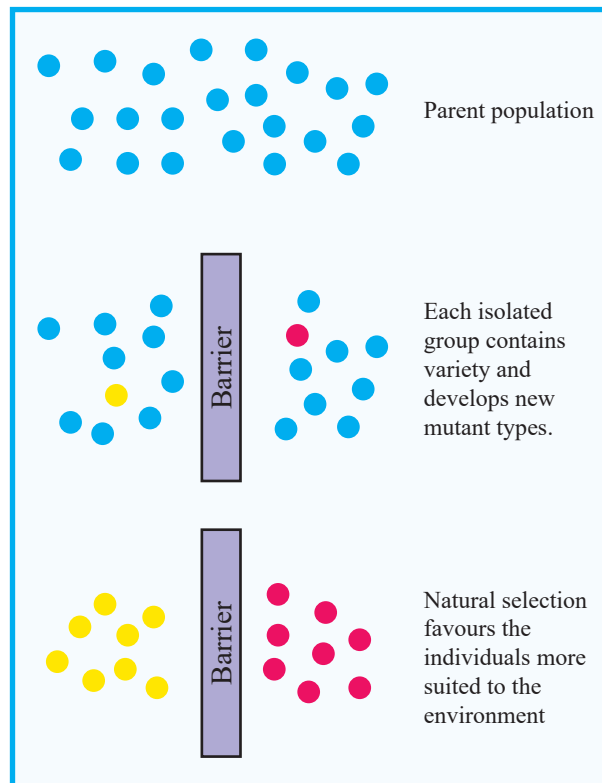 Parent population
Barrier
Each isolated
group contains
variety and
develops new
mutant types.
Barrier
Natural selection
favours the
individuals more
suited to the
environment